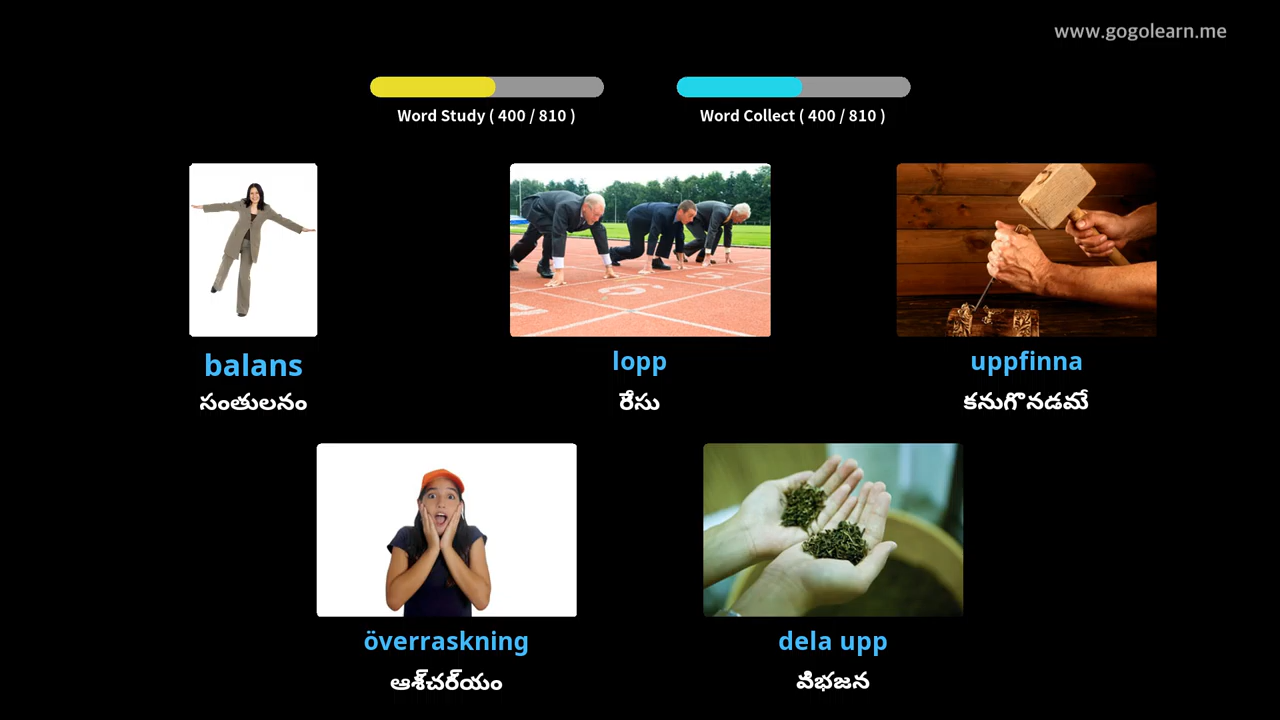 www.gogolearn.me
Word Study ( 400 / 810 )
Word Collect ( 400 / 810 )
balans
సంతులనం
lopp
రేసు
uppfinna
కనుగొనడమే
överraskning
ఆశ్చర్యం
dela upp
విభజన